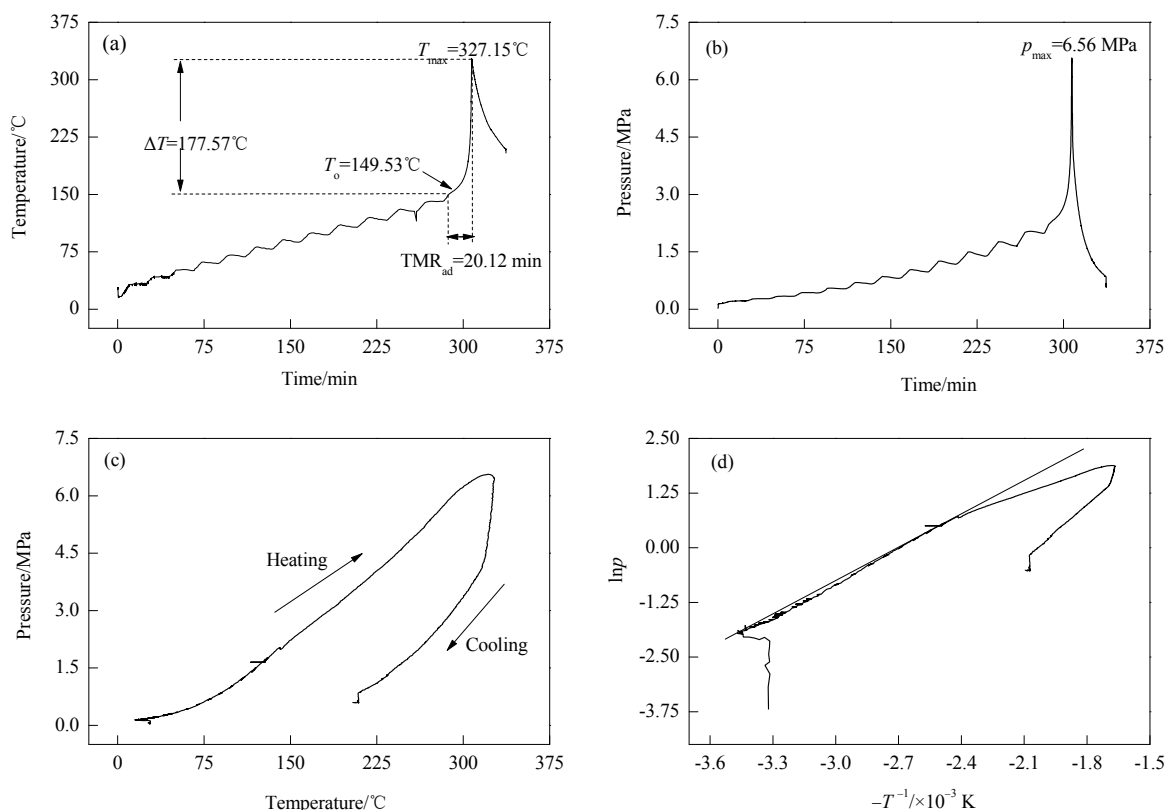 (a)
T_max=327.15℃
ΔT=177.57℃
T_o=149.53℃
TMR_ad=20.12 min
375
300
225
150
75
0
Temperature/℃
0 75 150 225 300 375
Time/min
(b)
p_max=6.56 MPa
7.5
6.0
4.5
3.0
1.5
0.0
Pressure/MPa
0 75 150 225 300 375
Time/min
(c)
Heating
Cooling
7.5
6.0
4.5
3.0
1.5
0.0
Pressure/MPa
0 75 150 225 300 375
Temperature/℃
(d)
2.50
1.25
0.00
-1.25
-2.50
-3.75
lnp
-3.6 -3.3 -3.0 -2.7 -2.4 -2.1 -1.8 -1.5
−T⁻¹/×10⁻³ K